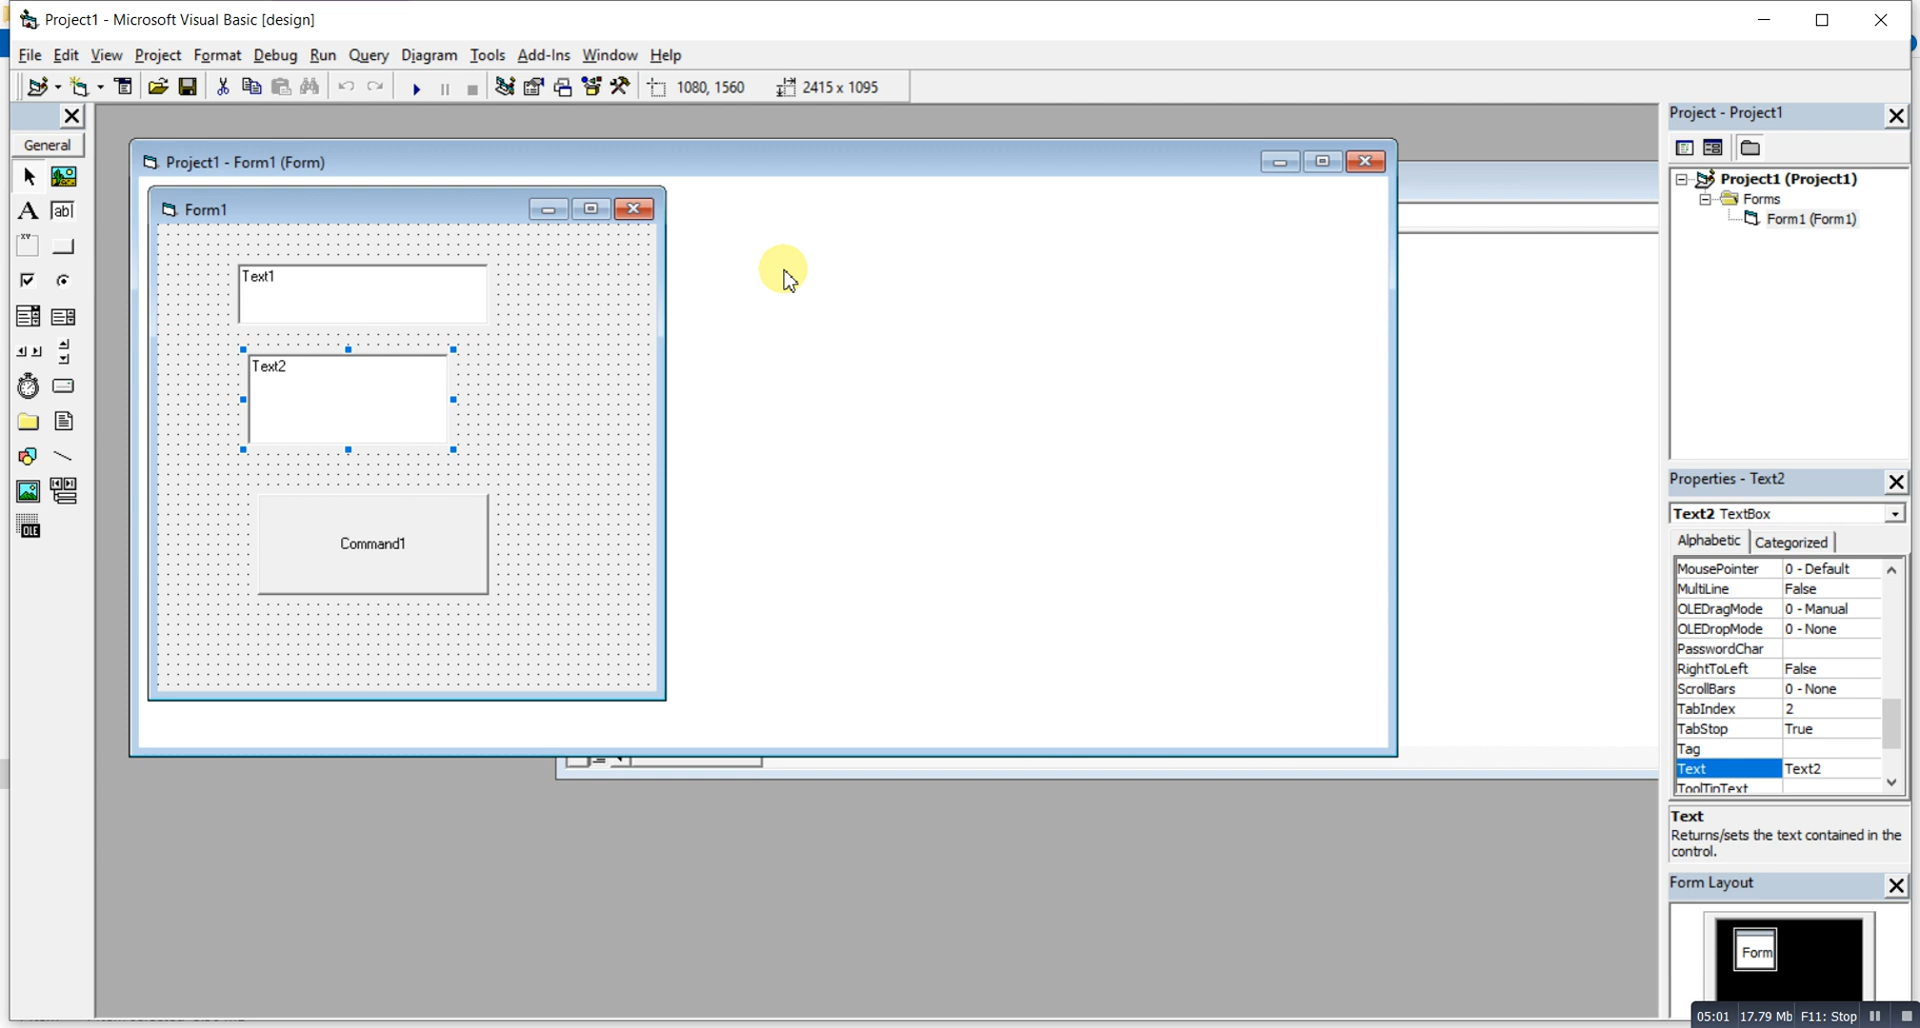 Project1 - Microsoft Visual Basic [design]
File Edit View Project Format Debug Run Query Diagram Tools Add-Ins Window Help
1080, 1560 2415 x 1095
General
A ab|
XY
OLE
Project1 - Form1 (Form)
Form1
Text1
Text2
Command1
Project - Project1
Project1 (Project1)
Forms
Form1 (Form1)
Properties - Text2
Text2 TextBox
Alphabetic Categorized
MousePointer 0 - Default
MultiLine False
OLEDragMode 0 - Manual
OLEDropMode 0 - None
PasswordChar
RightToLeft False
ScrollBars 0 - None
TabIndex 2
TabStop True
Tag
Text Text2
ToolTipText
Text
Returns/sets the text contained in the
control.
Form Layout
Form
05:01 17.79 Mb F11: Stop